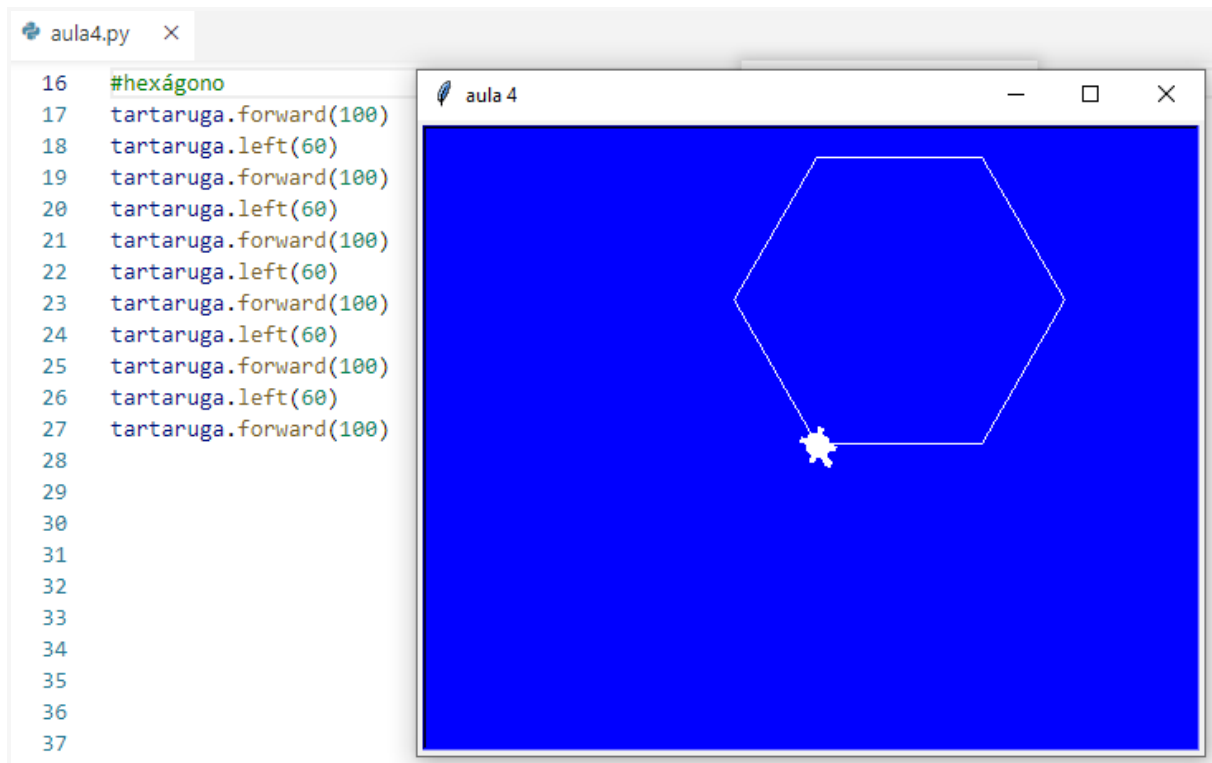 aula4.py
16 #hexágono
17 tartaruga.forward(100)
18 tartaruga.left(60)
19 tartaruga.forward(100)
20 tartaruga.left(60)
21 tartaruga.forward(100)
22 tartaruga.left(60)
23 tartaruga.forward(100)
24 tartaruga.left(60)
25 tartaruga.forward(100)
26 tartaruga.left(60)
27 tartaruga.forward(100)
28
29
30
31
32
33
34
35
36
37
aula 4